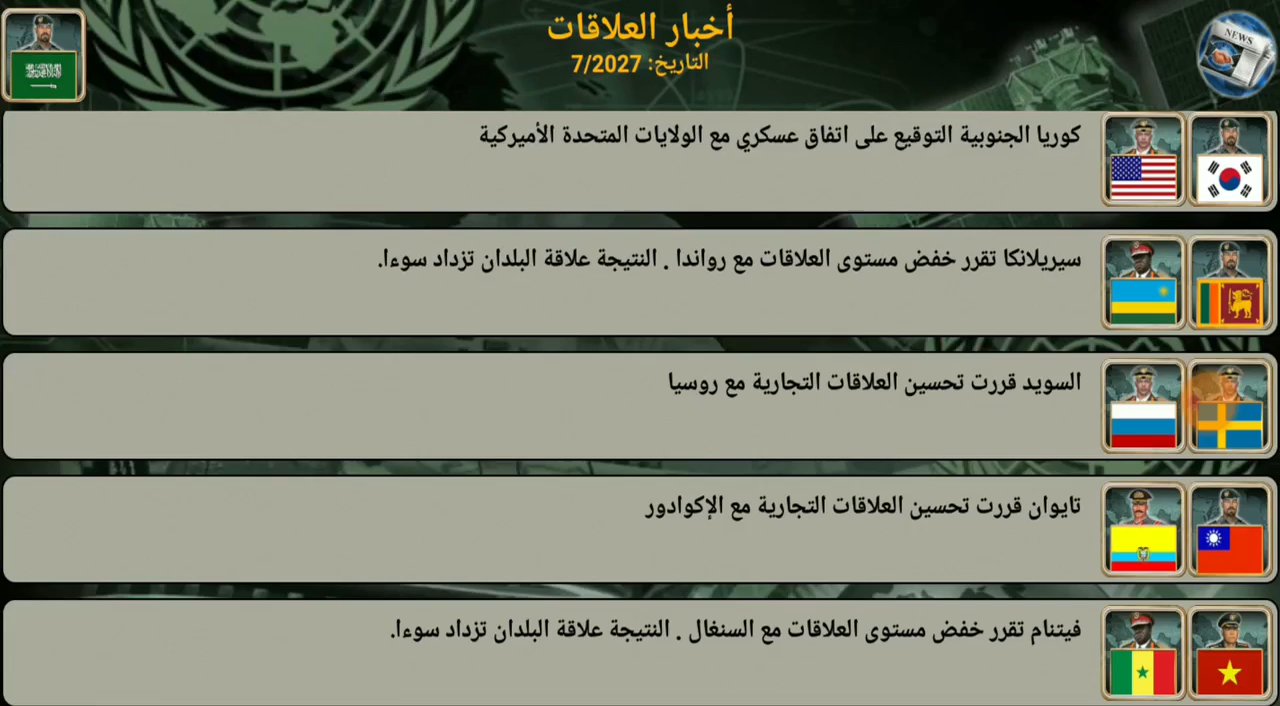 أخبار العلاقات
التاريخ: 7/2027
NEWS
كوريا الجنوبية التوقيع على اتفاق عسكري مع الولايات المتحدة الأميركية
سيريلانكا تقرر خفض مستوى العلاقات مع رواندا . النتيجة علاقة البلدان تزداد سوءا.
السويد قررت تحسين العلاقات التجارية مع روسيا
تايوان قررت تحسين العلاقات التجارية مع الإكوادور
فيتنام تقرر خفض مستوى العلاقات مع السنغال . النتيجة علاقة البلدان تزداد سوءا.